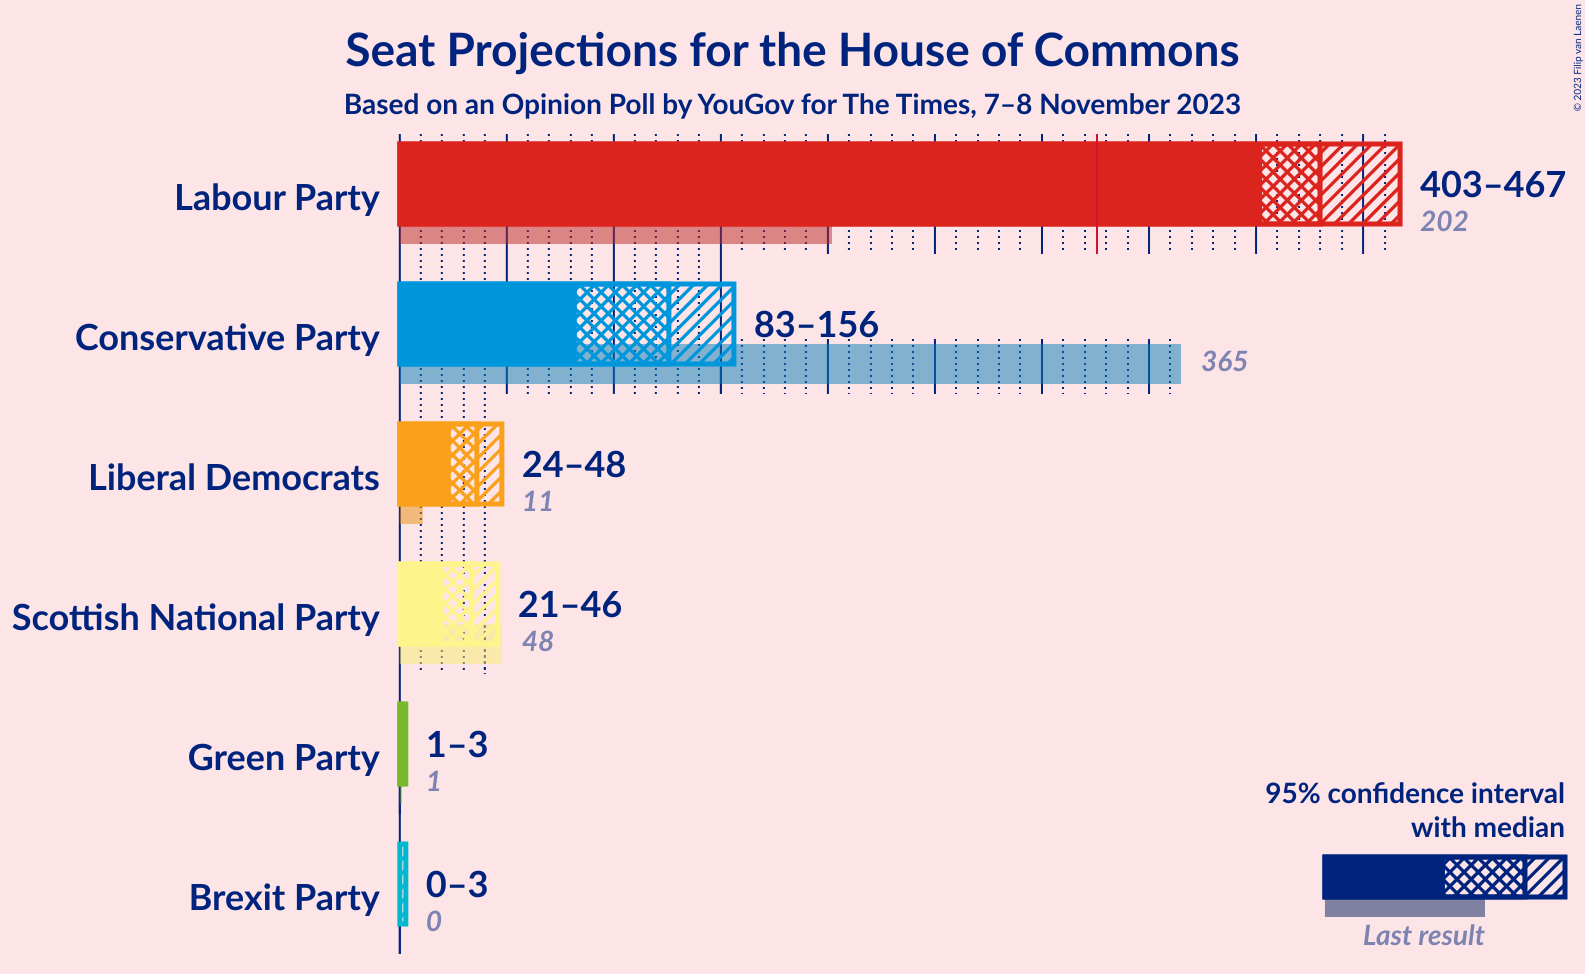 Seat Projections for the House of Commons
Based on an Opinion Poll by YouGov for The Times, 7–8 November 2023
© 2023 Filip van Laenen
Labour Party
403–467
202
Conservative Party
83–156
365
Liberal Democrats
24–48
11
Scottish National Party
21–46
48
Green Party
1–3
1
Brexit Party
0–3
0
95% confidence interval
with median
Last result